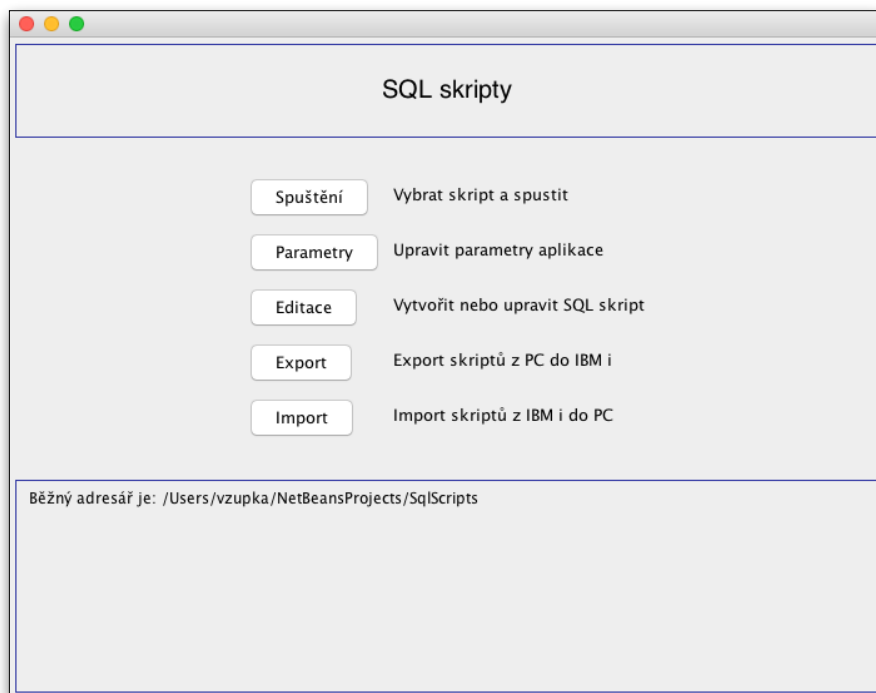 SQL skripty
Spuštění Vybrat skript a spustit
Parametry Upravit parametry aplikace
Editace Vytvořit nebo upravit SQL skript
Export Export skriptů z PC do IBM i
Import Import skriptů z IBM i do PC
Běžný adresář je: /Users/vzupka/NetBeansProjects/SqlScripts